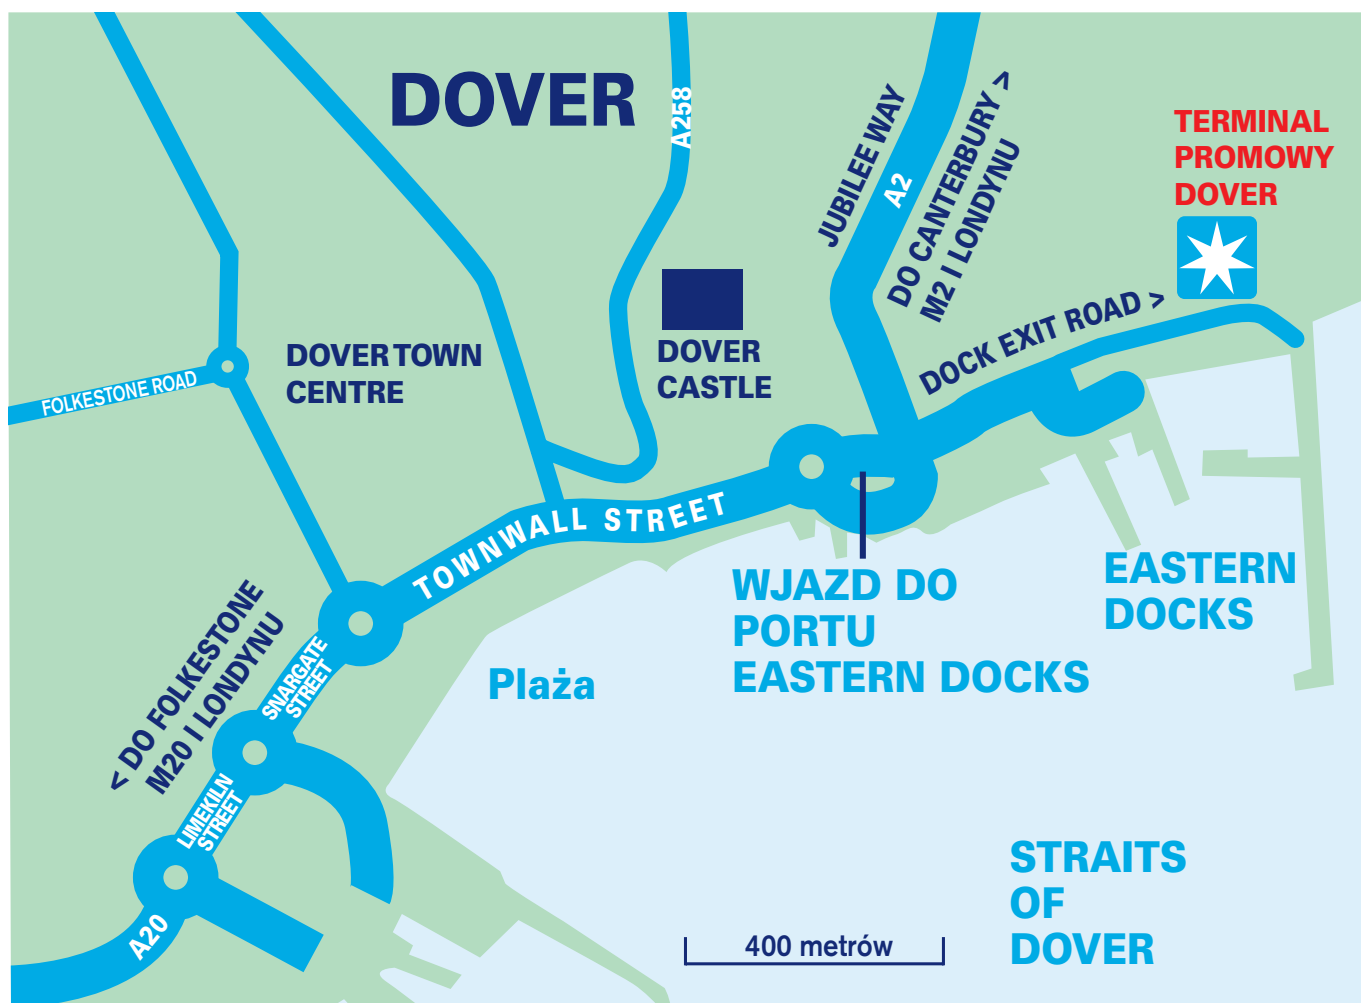 DOVER
A258
JUBILEE WAY
A2
DO CANTERBURY >
M2 I LONDYNU
TERMINAL
PROMOWY
DOVER
DOCK EXIT ROAD >
DOVER TOWN
CENTRE
DOVER
CASTLE
FOLKESTONE ROAD
TOWNWALL STREET
WJAZD DO
PORTU
EASTERN DOCKS
EASTERN
DOCKS
Plaża
< DO FOLKESTONE
M20 I LONDYNU
SNARGATE
STREET
LIMEKILN
STREET
A20
400 metrów
STRAITS
OF
DOVER